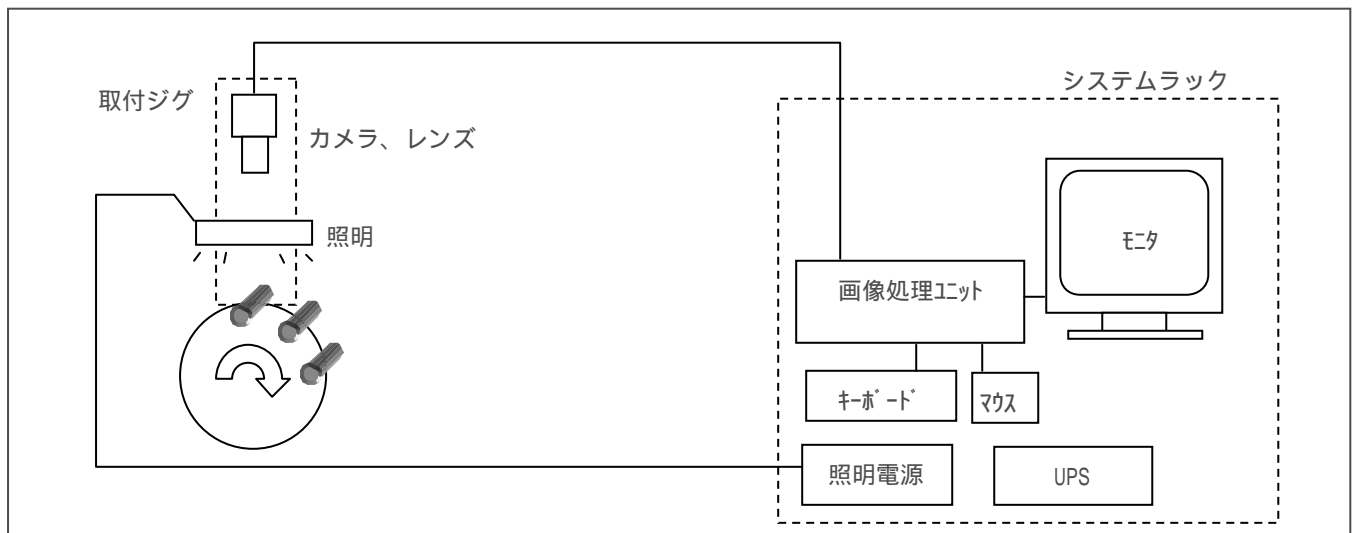 システムラック
取付ジグ
カメラ、レンズ
照明
モニタ
画像処理ユニット
キーボード
マウス
照明電源
UPS